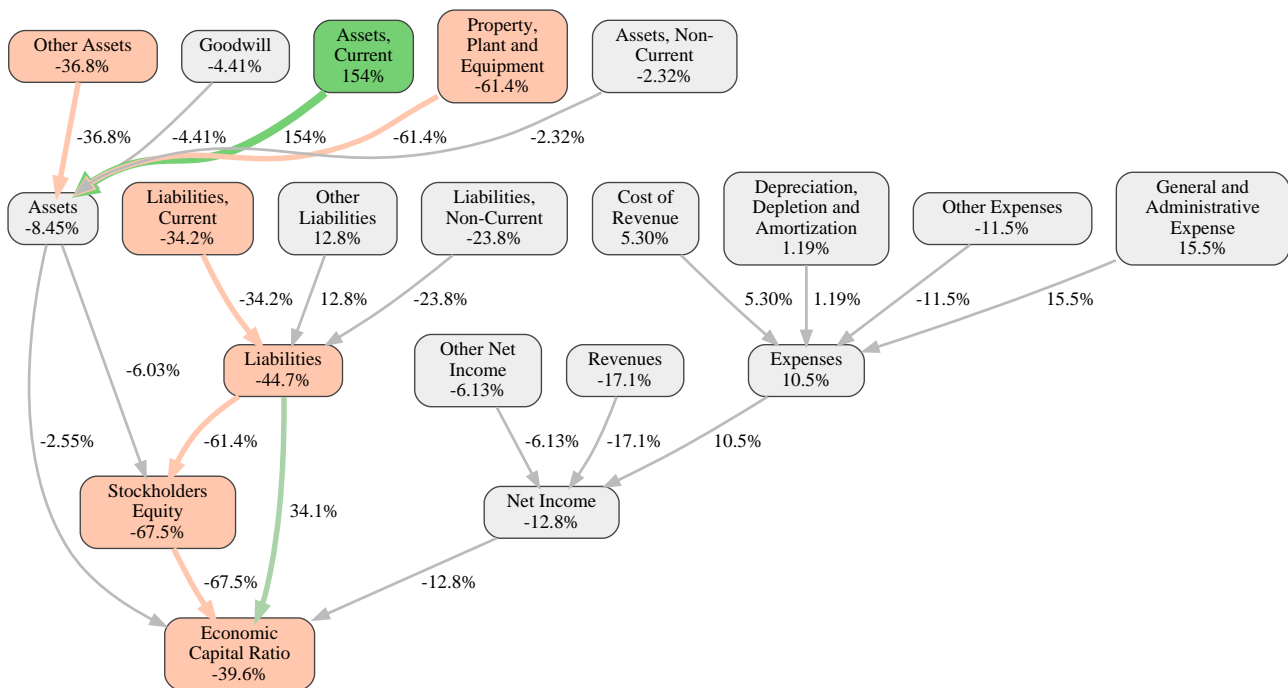 Other Assets
-36.8%
Goodwill
-4.41%
Assets,
Current
154%
Property,
Plant and
Equipment
-61.4%
Assets, Non-
Current
-2.32%
-36.8%
-4.41%
154%
-61.4%
-2.32%
Assets
-8.45%
Liabilities,
Current
-34.2%
Other
Liabilities
12.8%
Liabilities,
Non-Current
-23.8%
Cost of
Revenue
5.30%
Depreciation,
Depletion and
Amortization
1.19%
Other Expenses
-11.5%
General and
Administrative
Expense
15.5%
-34.2%
12.8%
-23.8%
5.30%
1.19%
-11.5%
15.5%
-6.03%
Liabilities
-44.7%
Other Net
Income
-6.13%
Revenues
-17.1%
Expenses
10.5%
-2.55%
-61.4%
-6.13%
-17.1%
10.5%
Stockholders
Equity
-67.5%
34.1%
Net Income
-12.8%
-67.5%
-12.8%
Economic
Capital Ratio
-39.6%